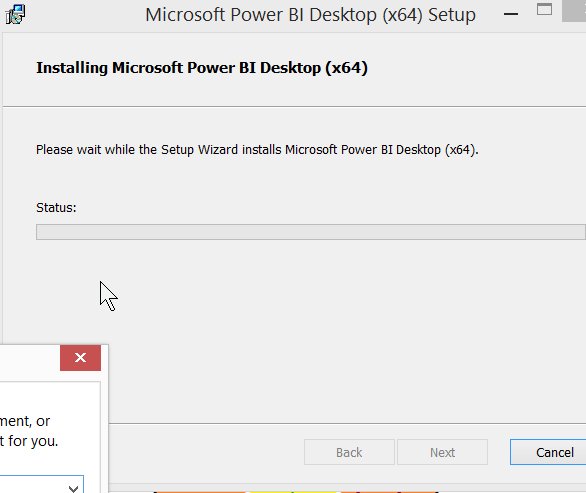 Microsoft Power BI Desktop (x64) Setup
Installing Microsoft Power BI Desktop (x64)
Please wait while the Setup Wizard installs Microsoft Power BI Desktop (x64).
Status:
ment, or
t for you.
Back
Next
Cancel